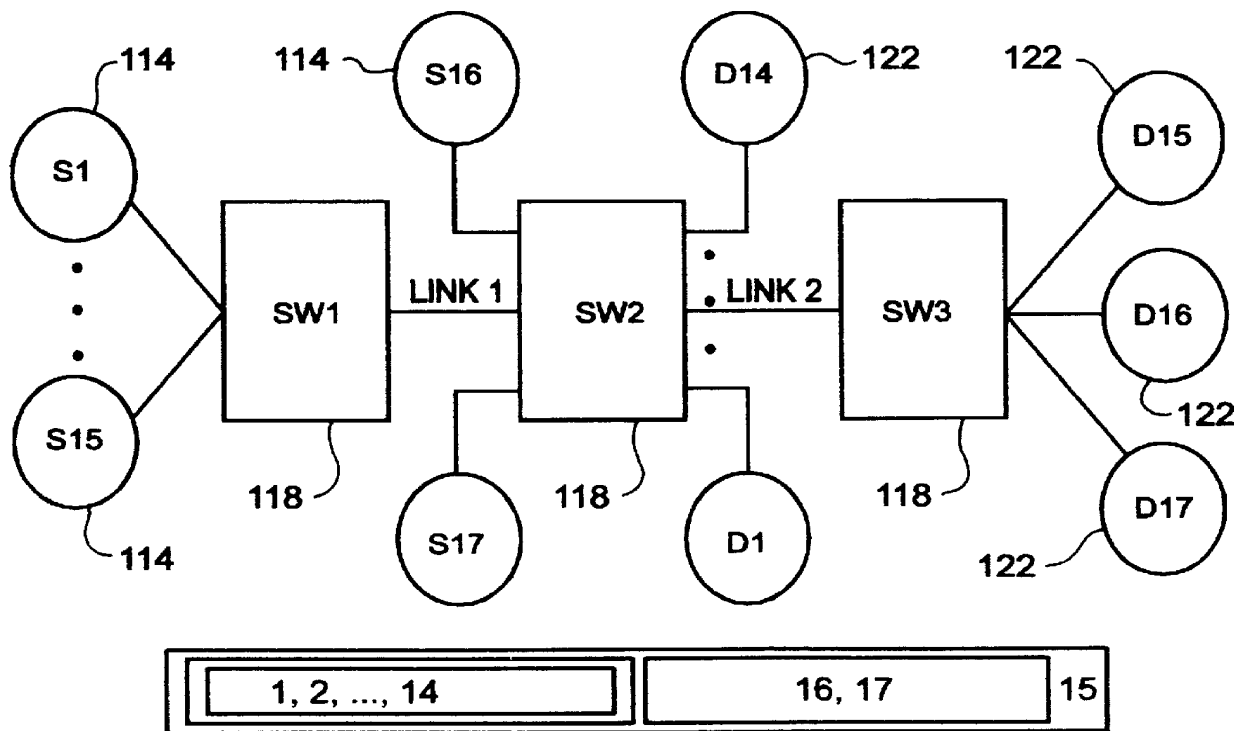 114
114
S16
D14
122
122
S1
D15
SW1
LINK 1
SW2
LINK 2
SW3
D16
122
S15
118
118
118
114
S17
D1
122
D17
1, 2, ..., 14
16, 17
15